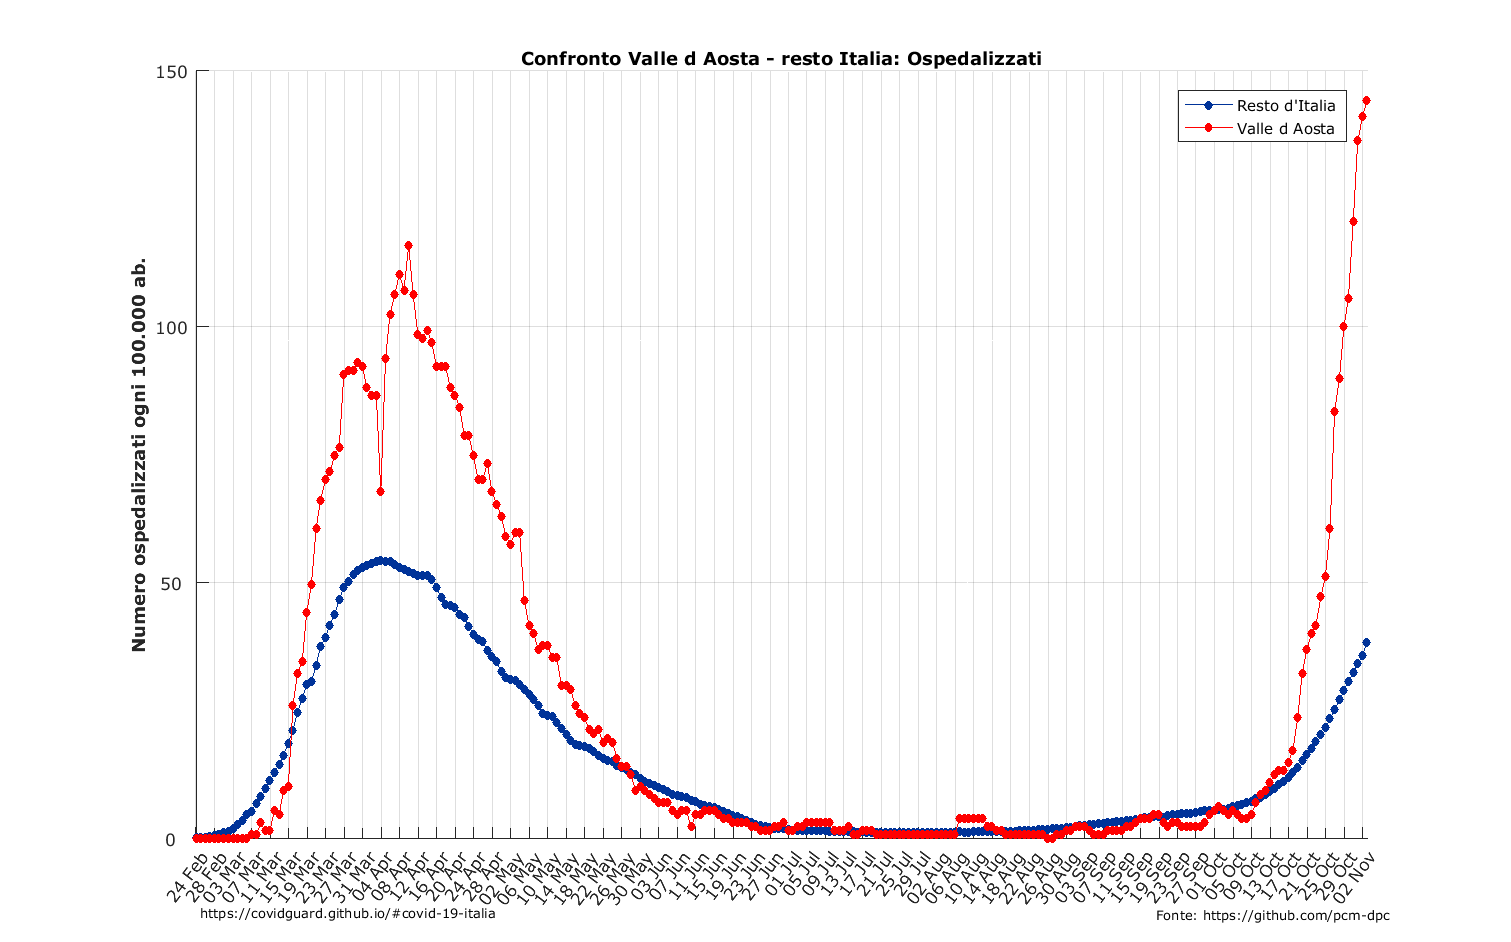 Confronto Valle d Aosta - resto Italia: Ospedalizzati
Numero ospedalizzati ogni 100.000 ab.
150
100
50
0
Resto d'Italia
Valle d Aosta
24 Feb
28 Feb
03 Mar
07 Mar
11 Mar
15 Mar
19 Mar
23 Mar
27 Mar
31 Mar
04 Apr
08 Apr
12 Apr
16 Apr
20 Apr
24 Apr
28 Apr
02 May
06 May
10 May
14 May
18 May
22 May
26 May
30 May
03 Jun
07 Jun
11 Jun
15 Jun
19 Jun
23 Jun
27 Jun
01 Jul
05 Jul
09 Jul
13 Jul
17 Jul
21 Jul
25 Jul
29 Jul
02 Aug
06 Aug
10 Aug
14 Aug
18 Aug
22 Aug
26 Aug
30 Aug
03 Sep
07 Sep
11 Sep
15 Sep
19 Sep
23 Sep
27 Sep
01 Oct
05 Oct
09 Oct
13 Oct
17 Oct
21 Oct
25 Oct
29 Oct
02 Nov
https://covidguard.github.io/#covid-19-italia
Fonte: https://github.com/pcm-dpc